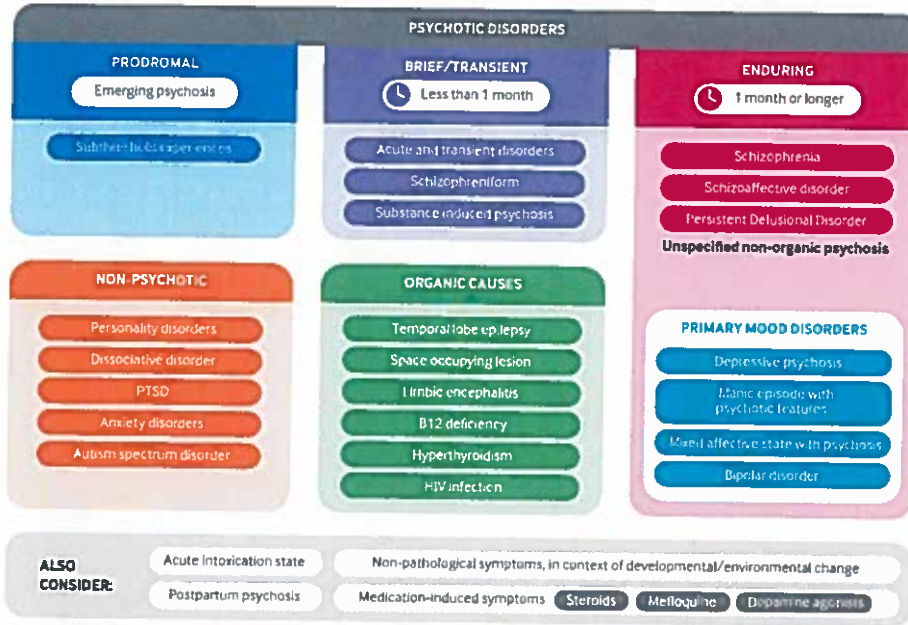 PSYCHOTIC DISORDERS
PRODROMAL
Emerging psychosis
Subthreshold experiences
BRIEF/TRANSIENT
Less than 1 month
Acute and transient disorders
Schizophreniform
Substance induced psychosis
ENDURING
1 month or longer
Schizophrenia
Schizoaffective disorder
Persistent Delusional Disorder
Unspecified non-organic psychosis
NON-PSYCHOTIC
Personality disorders
Dissociative disorder
PTSD
Anxiety disorders
Autism spectrum disorder
ORGANIC CAUSES
Temporal lobe epilepsy
Space occupying lesion
Limbic encephalitis
B12 deficiency
Hyperthyroidism
HIV infection
PRIMARY MOOD DISORDERS
Depressive psychosis
Manic episode with
psychotic features
Mixed affective state with psychosis
Bipolar disorder
ALSO
CONSIDER:
Acute intoxication state
Non-pathological symptoms, in context of developmental/environmental change
Postpartum psychosis
Medication-induced symptoms Steroids Mefloquine Dopamine agonists